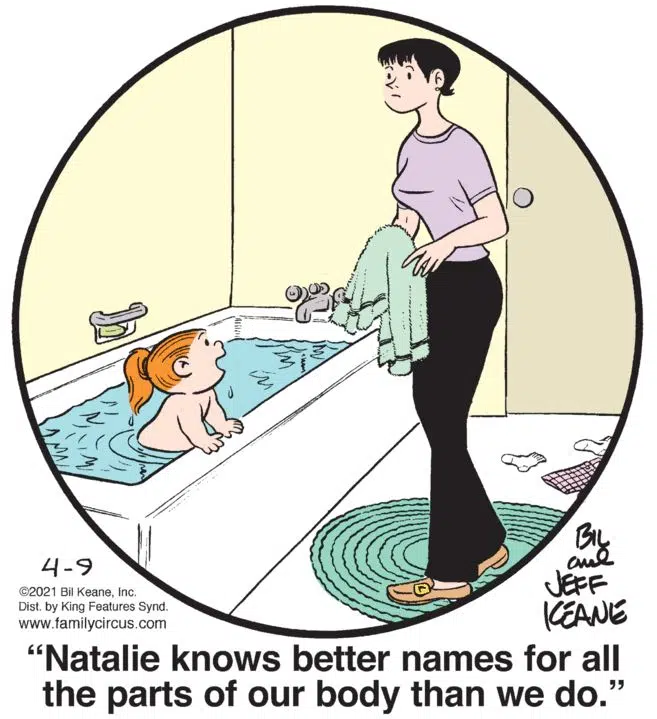 4-9
©2021 Bil Keane, Inc.
Dist. by King Features Synd.
www.familycircus.com
BIL
and
JEFF
KEANE
“Natalie knows better names for all
the parts of our body than we do.”